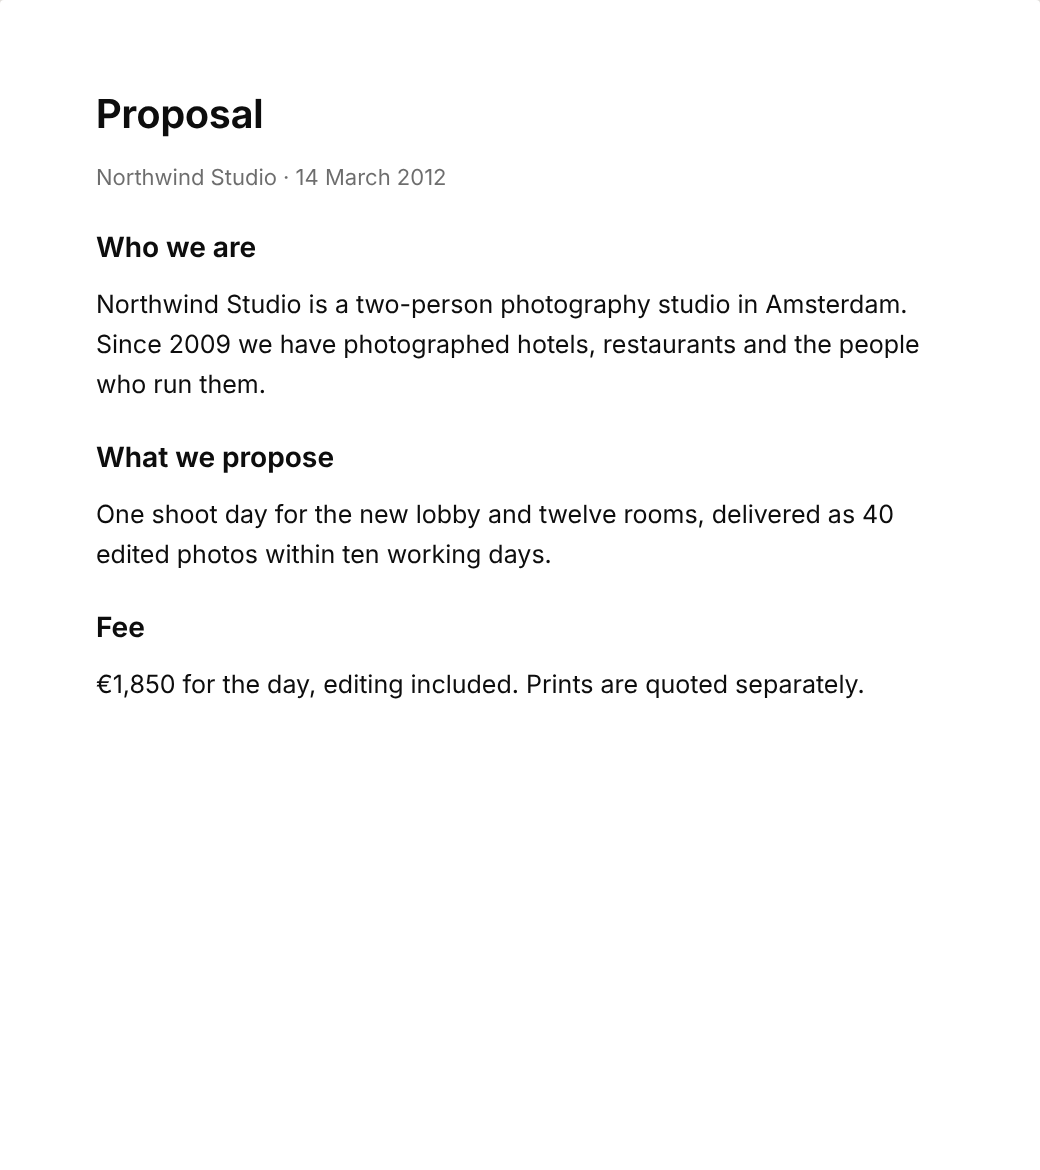 Proposal
Northwind Studio · 14 March 2012
Who we are
Northwind Studio is a two-person photography studio in Amsterdam.
Since 2009 we have photographed hotels, restaurants and the people
who run them.
What we propose
One shoot day for the new lobby and twelve rooms, delivered as 40
edited photos within ten working days.
Fee
€1,850 for the day, editing included. Prints are quoted separately.